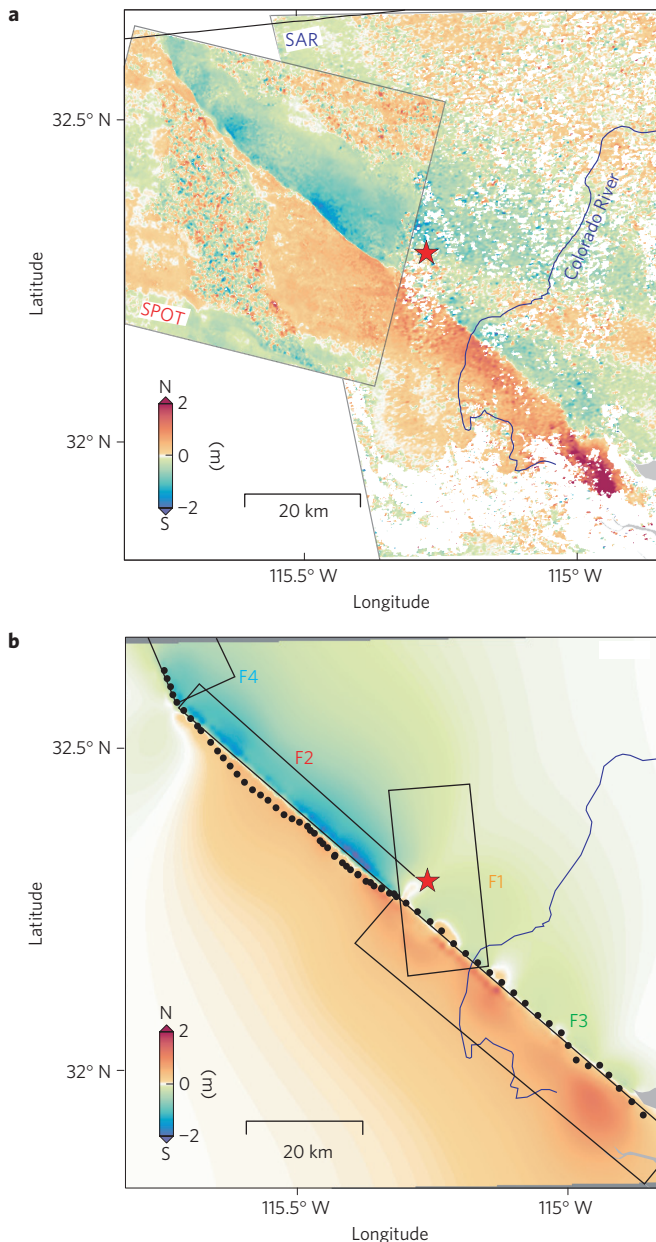 a
SAR
32.5° N
Colorado River
Latitude
SPOT
N
2
0
(m)
−2
S
32° N
20 km
115.5° W
115° W
Longitude
b
F4
F2
32.5° N
F1
Latitude
N
2
0
(m)
−2
S
F3
32° N
20 km
115.5° W
115° W
Longitude